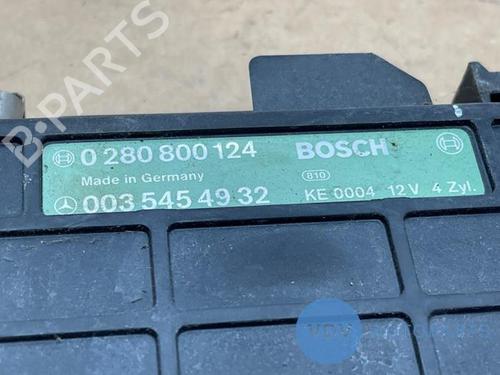 B-PARTS
0 280 800 124 BOSCH
Made in Germany
810
003 545 49 32 KE 0004 12V 4 Zyl.
VDV